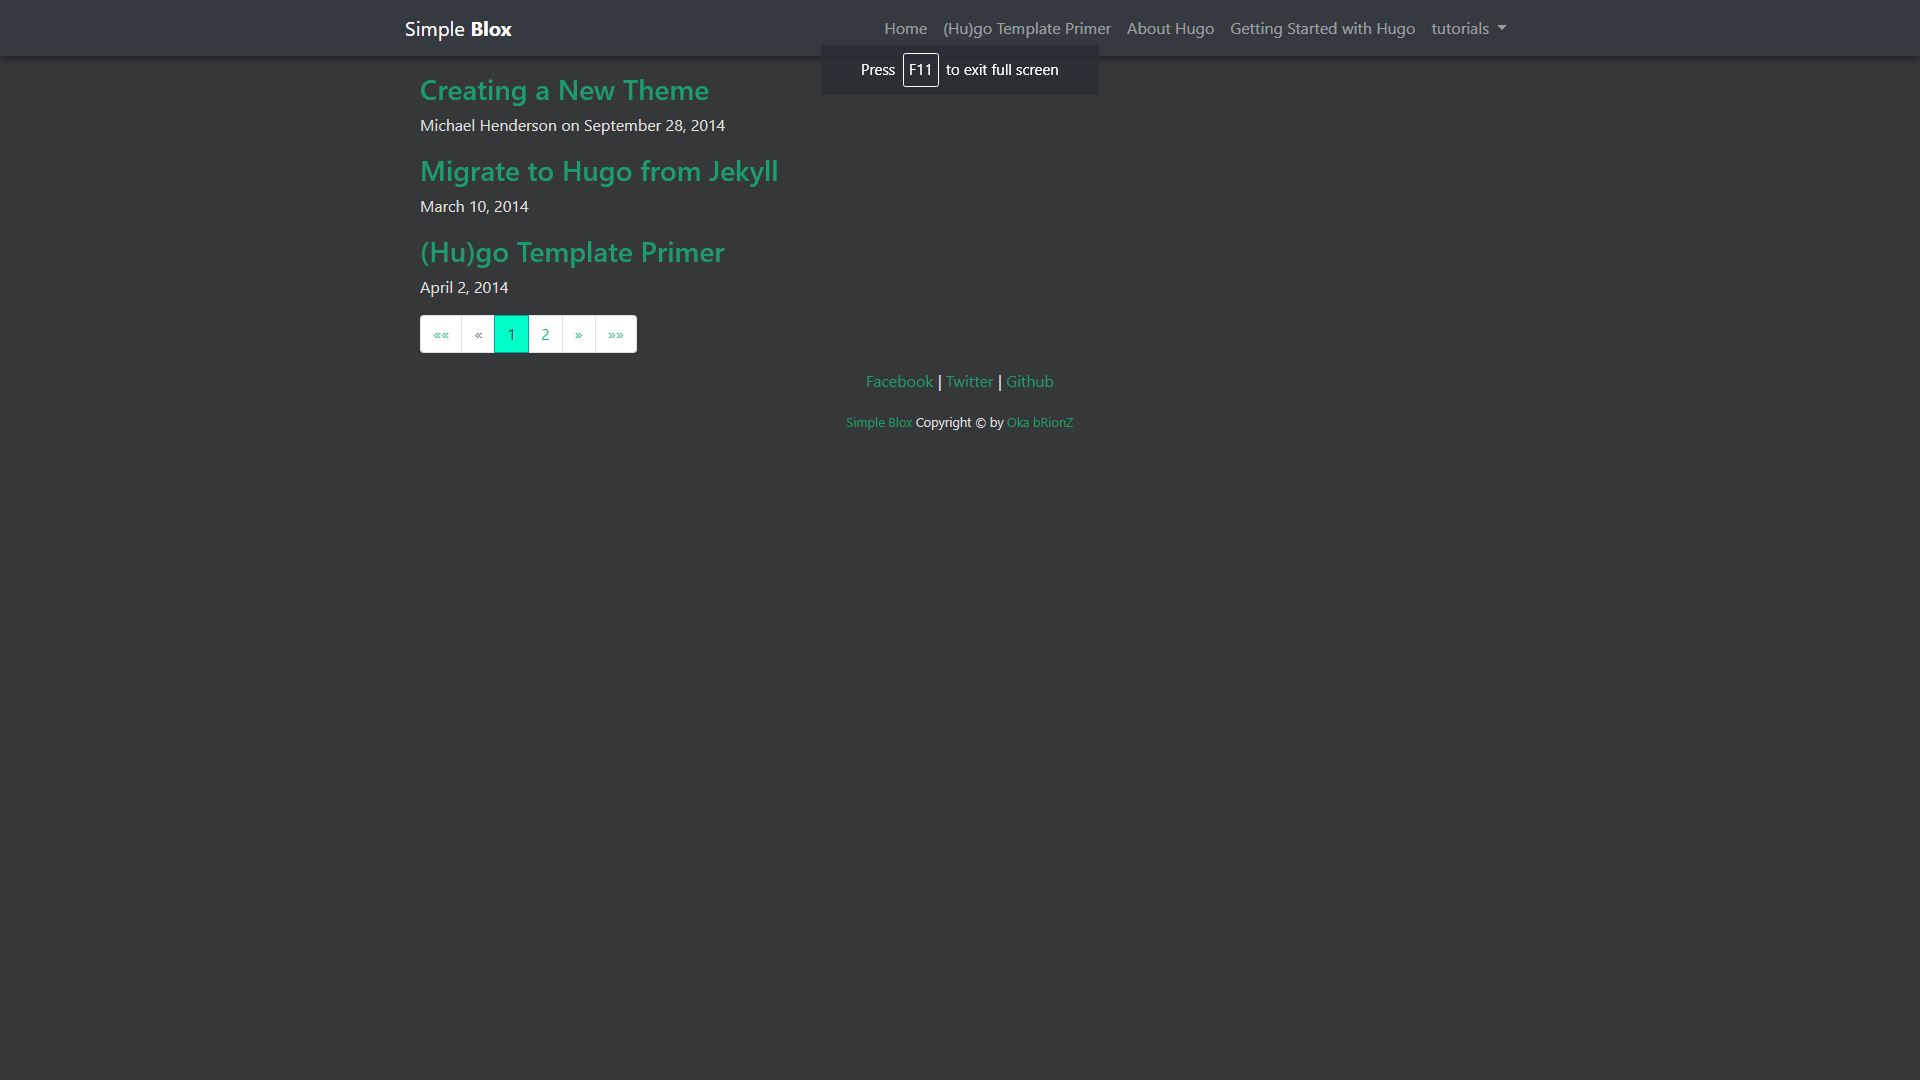 Simple Blox
Home (Hu)go Template Primer About Hugo Getting Started with Hugo tutorials
Press F11 to exit full screen
Creating a New Theme
Michael Henderson on September 28, 2014
Migrate to Hugo from Jekyll
March 10, 2014
(Hu)go Template Primer
April 2, 2014
«« « 1 2 » »»
Facebook | Twitter | Github
Simple Blox Copyright © by Oka bRionZ